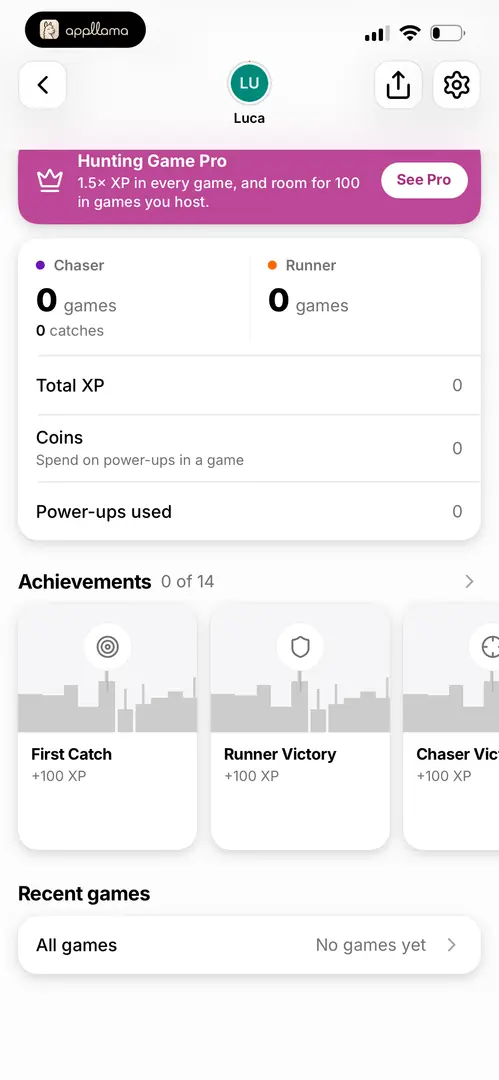 appllama
LU
Luca
Hunting Game Pro
1.5× XP in every game, and room for 100
in games you host.
See Pro
Chaser
Runner
0 games
0 games
0 catches
Total XP
0
Coins
Spend on power-ups in a game
0
Power-ups used
0
Achievements 0 of 14
First Catch
+100 XP
Runner Victory
+100 XP
Chaser Vic
+100 XP
Recent games
All games
No games yet